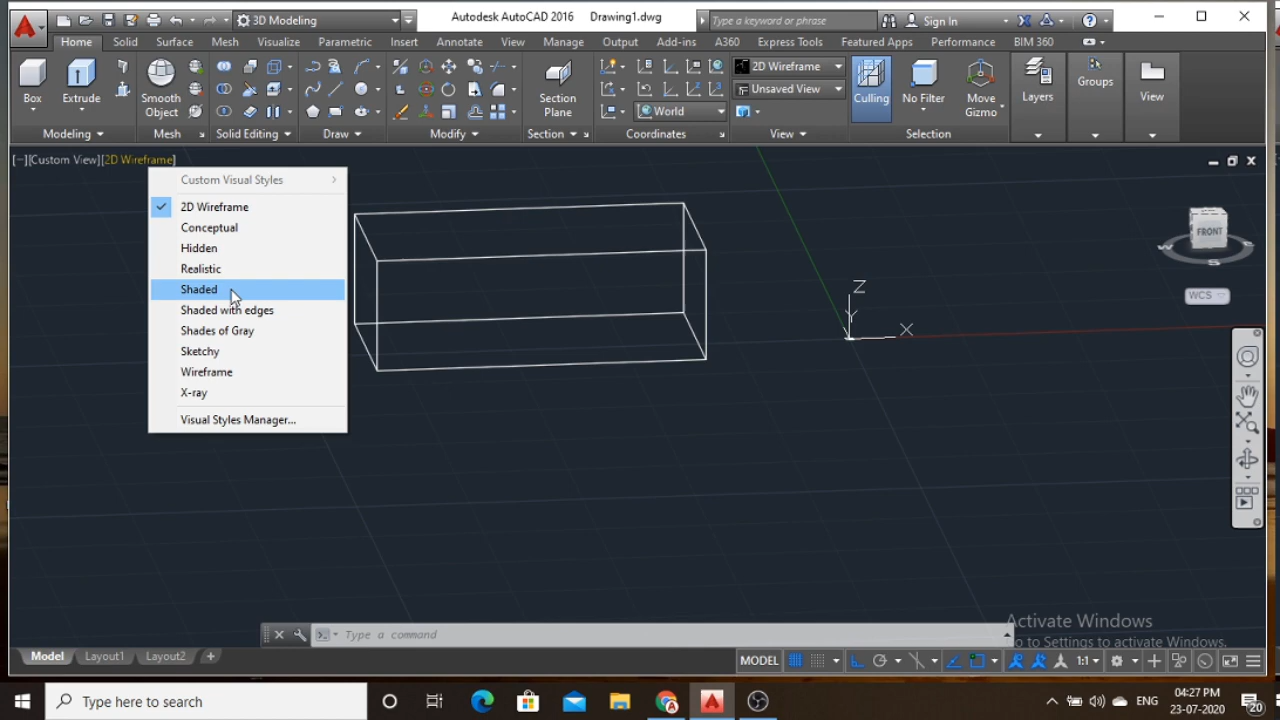 3D Modeling
Autodesk AutoCAD 2016 Drawing1.dwg
Type a keyword or phrase
Sign In
Home Solid Surface Mesh Visualize Parametric Insert Annotate View Manage Output Add-ins A360 Express Tools Featured Apps Performance BIM 360
Box
Extrude
Smooth
Object
Section
Plane
World
2D Wireframe
Unsaved View
Culling
No Filter
Move
Gizmo
Layers
Groups
View
Modeling
Mesh
Solid Editing
Draw
Modify
Section
Coordinates
View
Selection
[−][Custom View][2D Wireframe]
Custom Visual Styles
2D Wireframe
Conceptual
Hidden
Realistic
Shaded
Shaded with edges
Shades of Gray
Sketchy
Wireframe
X-ray
Visual Styles Manager...
FRONT
W
S
E
WCS
Z
Y
X
Activate Windows
Go to Settings to activate Windows.
Type a command
Model Layout1 Layout2 +
MODEL
1:1
Type here to search
ENG
04:27 PM
23-07-2020
20